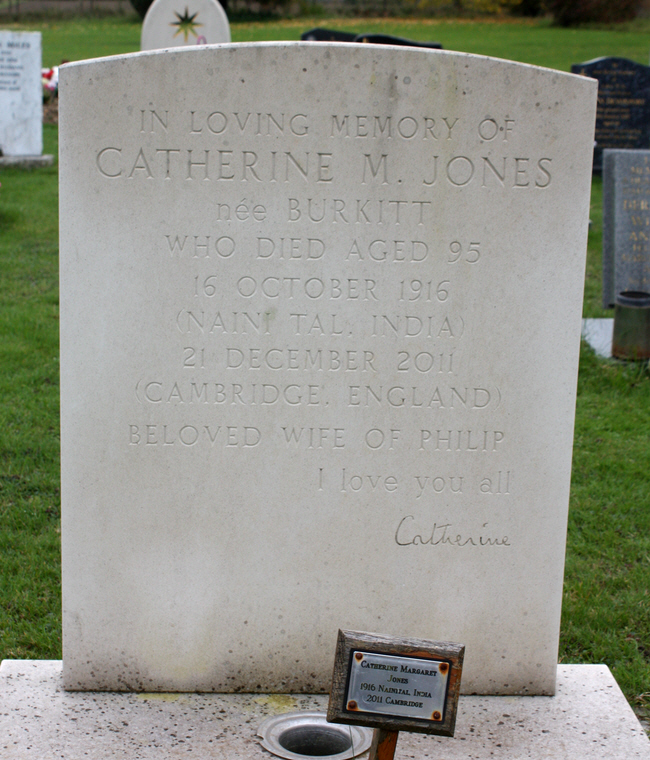 IN LOVING MEMORY OF
CATHERINE M. JONES
née BURKITT
WHO DIED AGED 95
16 OCTOBER 1916
(NAINI TAL, INDIA)
21 DECEMBER 2011
(CAMBRIDGE, ENGLAND)
BELOVED WIFE OF PHILIP
I love you all
Catherine
CATHERINE MARGARET
JONES
1916 NAINITAL INDIA
2011 CAMBRIDGE